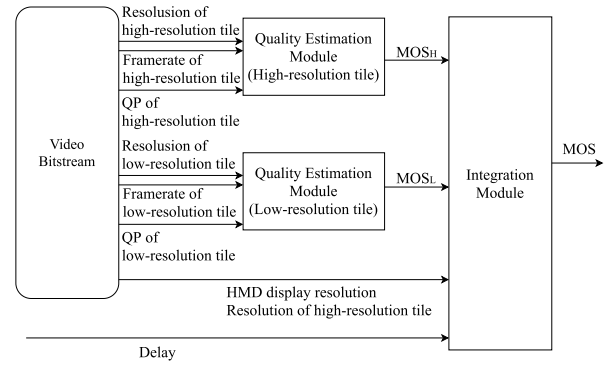 Resolusion of
high-resolution tile
Framerate of
high-resolution tile
QP of
high-resolution tile
Video
Bitstream
Resolusion of
low-resolution tile
Framerate of
low-resolution tile
QP of
low-resolution tile
Quality Estimation
Module
(High-resolution tile)
MOSH
Quality Estimation
Module
(Low-resolution tile)
MOSL
Integration
Module
MOS
HMD display resolution
Resolution of high-resolution tile
Delay